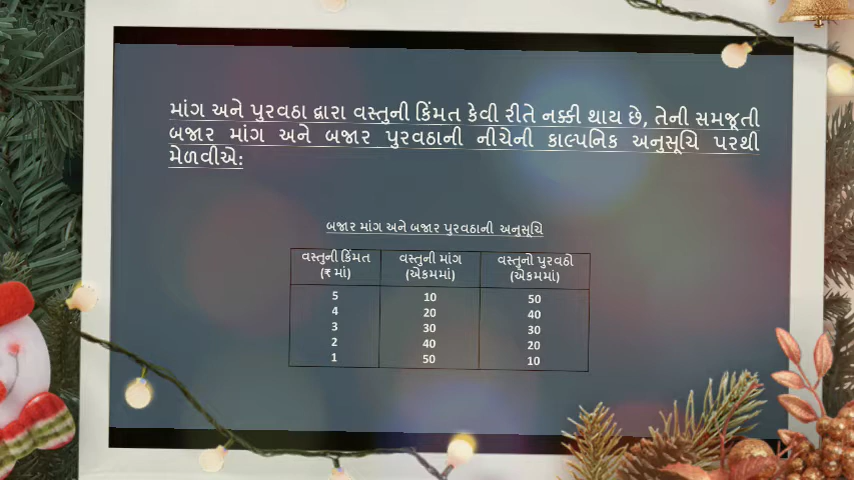 માંગ અને પુરવઠા દ્વારા વસ્તુની કિંમત કેવી રીતે નક્કી થાય છે, તેની સમજૂતી
બજાર માંગ અને બજાર પુરવઠાની નીચેની કાલ્પનિક અનુસૂચિ પરથી
મેળવીએ:
બજાર માંગ અને બજાર પુરવઠાની અનુસૂચિ
વસ્તુની કિંમત વસ્તુની માંગ વસ્તુનો પુરવઠો
(₹ માં) (એકમમાં) (એકમમાં)
5 10 50
4 20 40
3 30 30
2 40 20
1 50 10